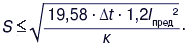 S ≤ √(19,58 · Δt · 1,2I_пред² / K).